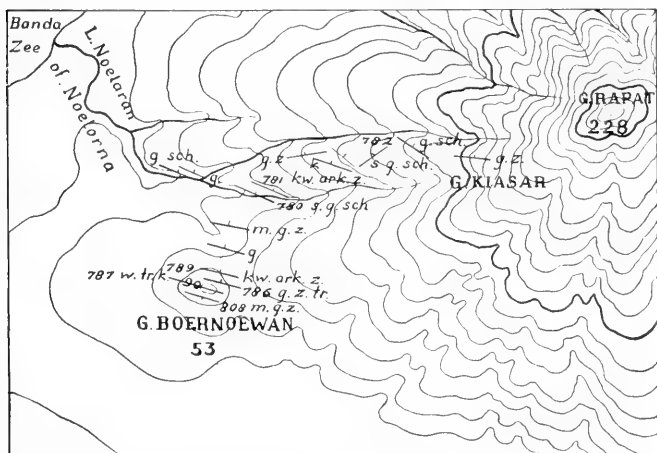 Banda
Zee
L. Noelaran
of. Noelorna
G. RAPAT
228
782 g. sch.
g. sch.
g. z.
k
s g. sch.
g. z.
g.
781 kw. ark. z.
G. KIASAR
780 s. g. sch
m. g. z.
g
789
kw. ark z.
787 w. tr. k.
90
786 g. z. tr.
808 m. g. z.
G. BOERNOEWAN
53